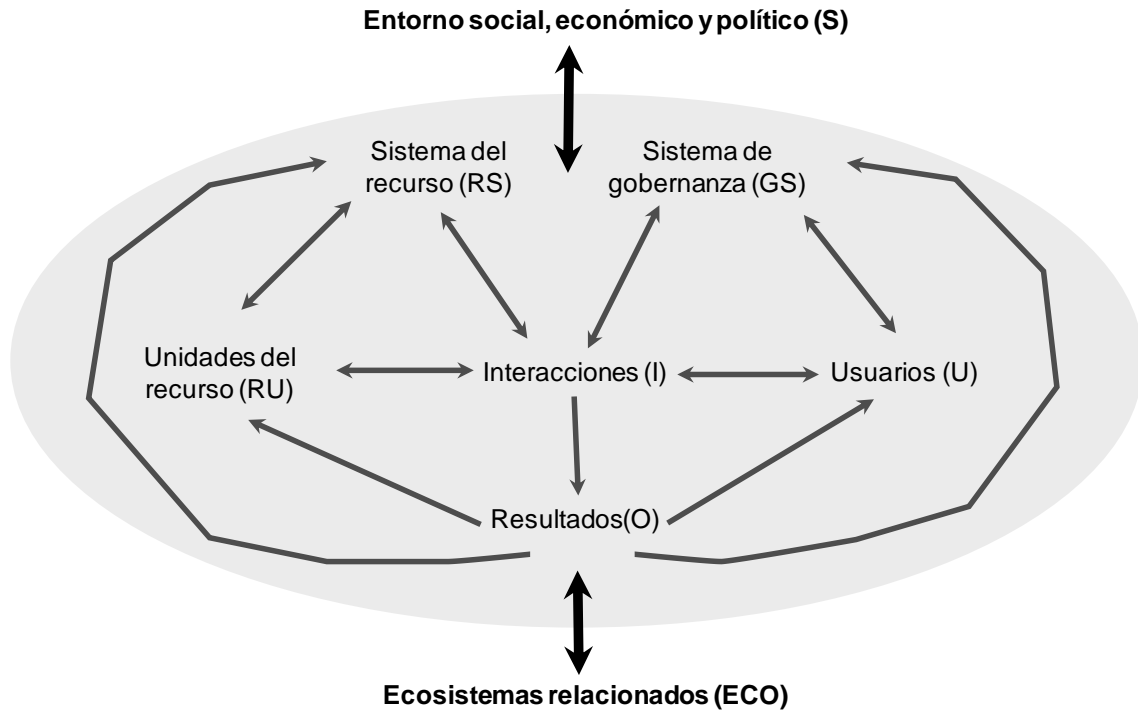 Entorno social, económico y político (S)
Sistema del
recurso (RS)
Sistema de
gobernanza (GS)
Unidades del
recurso (RU)
Interacciones (I)
Usuarios (U)
Resultados(O)
Ecosistemas relacionados (ECO)